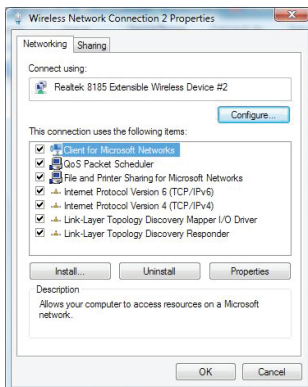 Wireless Network Connection 2 Properties
Networking
Sharing
Connect using:
Realtek 8185 Extensible Wireless Device #2
Configure...
This connection uses the following items:
Client for Microsoft Networks
QoS Packet Scheduler
File and Printer Sharing for Microsoft Networks
Internet Protocol Version 6 (TCP/IPv6)
Internet Protocol Version 4 (TCP/IPv4)
Link-Layer Topology Discovery Mapper I/O Driver
Link-Layer Topology Discovery Responder
Install...
Uninstall
Properties
Description
Allows your computer to access resources on a Microsoft
network.
OK
Cancel